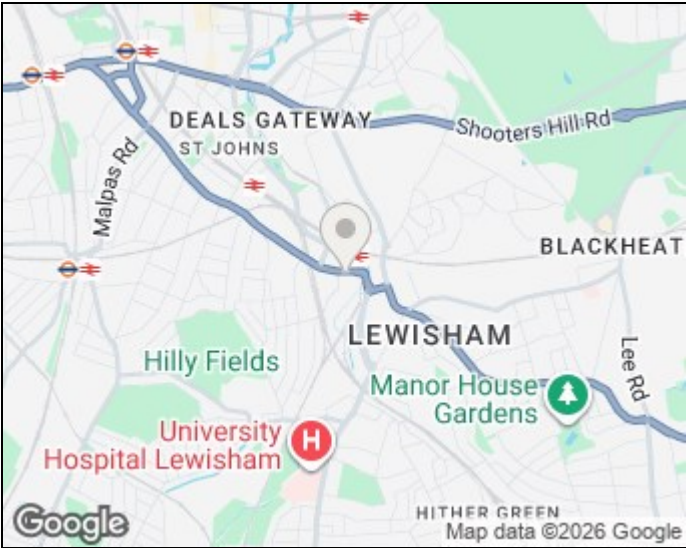 DEALS GATEWAY
Shooters Hill Rd
ST JOHNS
Malpas Rd
BLACKHEAT
LEWISHAM
Lee Rd
Hilly Fields
Manor House
Gardens
University
Hospital Lewisham
H
HITHER GREEN
Google
Map data ©2026 Google